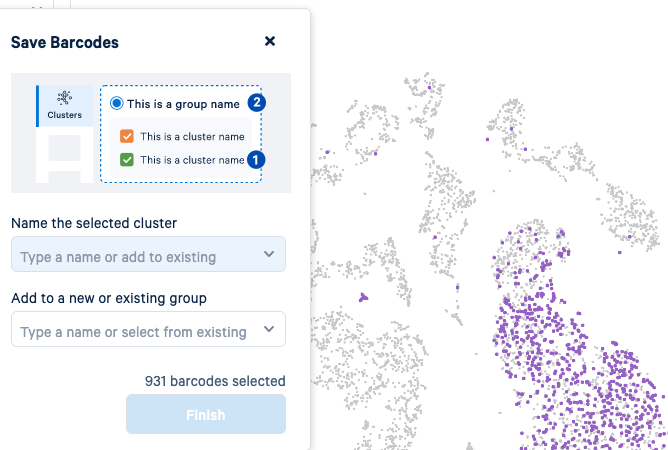 Save Barcodes
Clusters
This is a group name
2
This is a cluster name
This is a cluster name
1
Name the selected cluster
Type a name or add to existing
Add to a new or existing group
Type a name or select from existing
931 barcodes selected
Finish